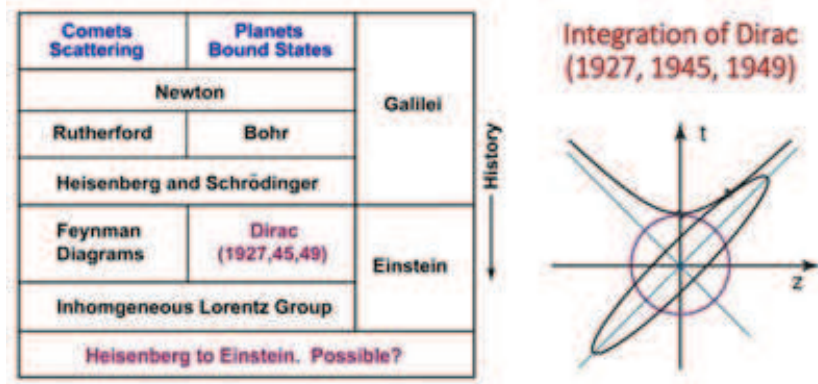 Comets
Scattering
Planets
Bound States
Newton
Galilei
Rutherford
Bohr
Heisenberg and Schrödinger
Feynman
Diagrams
Dirac
(1927,45,49)
Einstein
Inhomgeneous Lorentz Group
Heisenberg to Einstein. Possible?
History
Integration of Dirac
(1927, 1945, 1949)
t
z